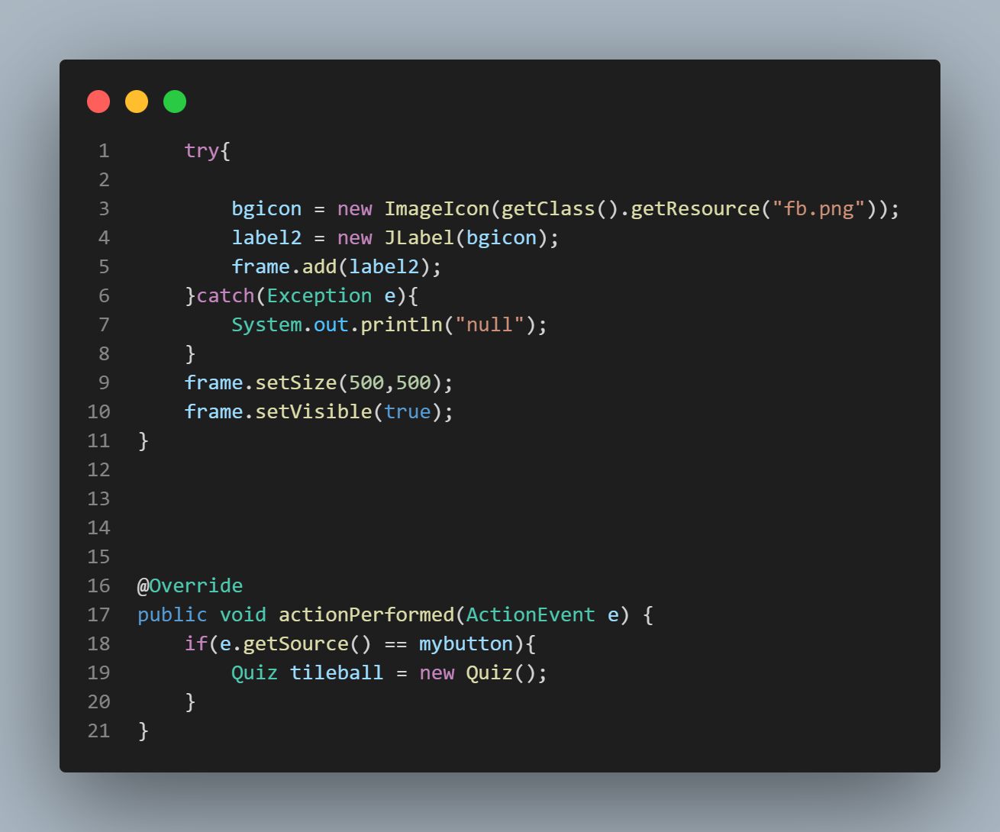 1     try{
2
3         bgicon = new ImageIcon(getClass().getResource("fb.png"));
4         label2 = new JLabel(bgicon);
5         frame.add(label2);
6     }catch(Exception e){
7         System.out.println("null");
8     }
9     frame.setSize(500,500);
10     frame.setVisible(true);
11 }
12
13
14
15
16 @Override
17 public void actionPerformed(ActionEvent e) {
18     if(e.getSource() == mybutton){
19         Quiz tileball = new Quiz();
20     }
21 }